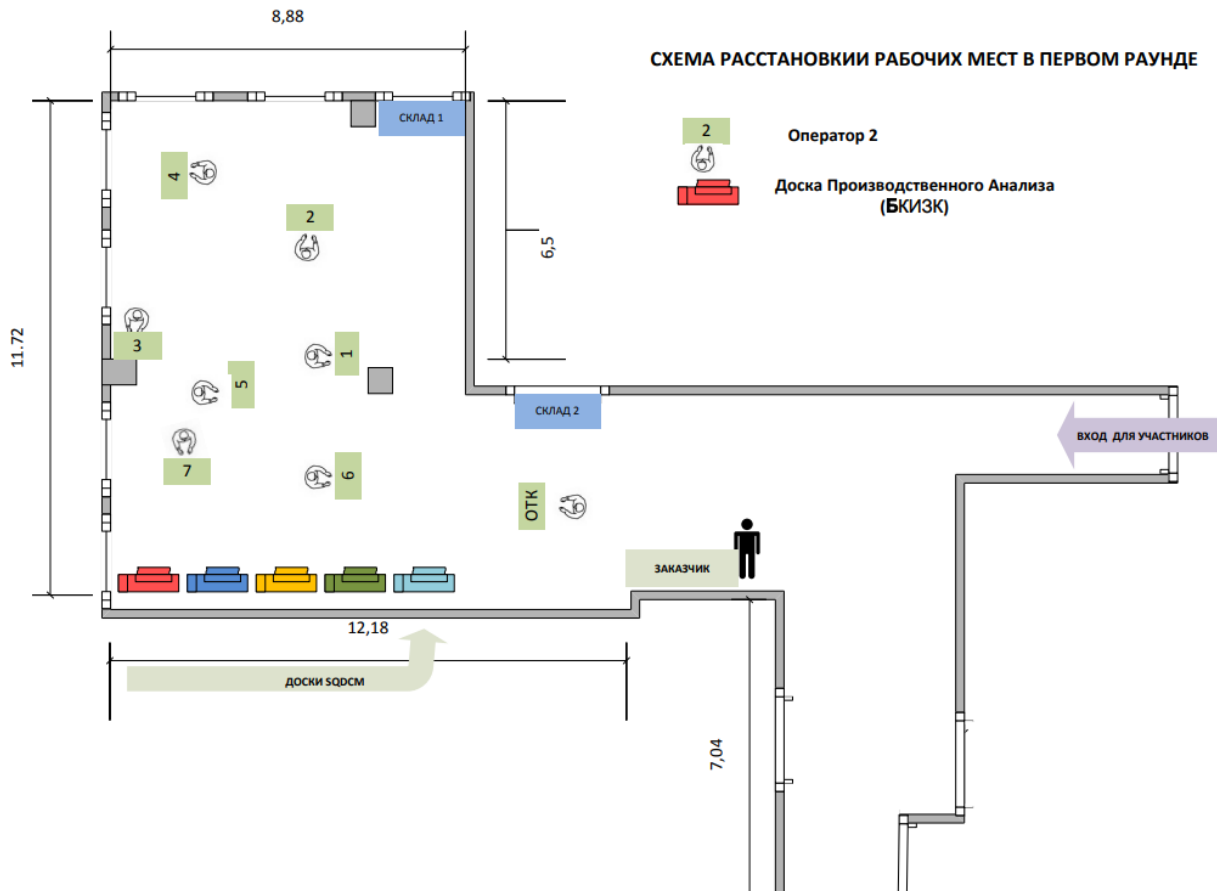 8,88
СХЕМА РАССТАНОВКИИ РАБОЧИХ МЕСТ В ПЕРВОМ РАУНДЕ
СКЛАД 1
2
Оператор 2
Доска Производственного Анализа
(БКИЗК)
4
2
6,5
11.72
3
1
5
СКЛАД 2
ВХОД ДЛЯ УЧАСТНИКОВ
7
6
ОТК
ЗАКАЗЧИК
12,18
ДОСКИ SQDCM
7,04